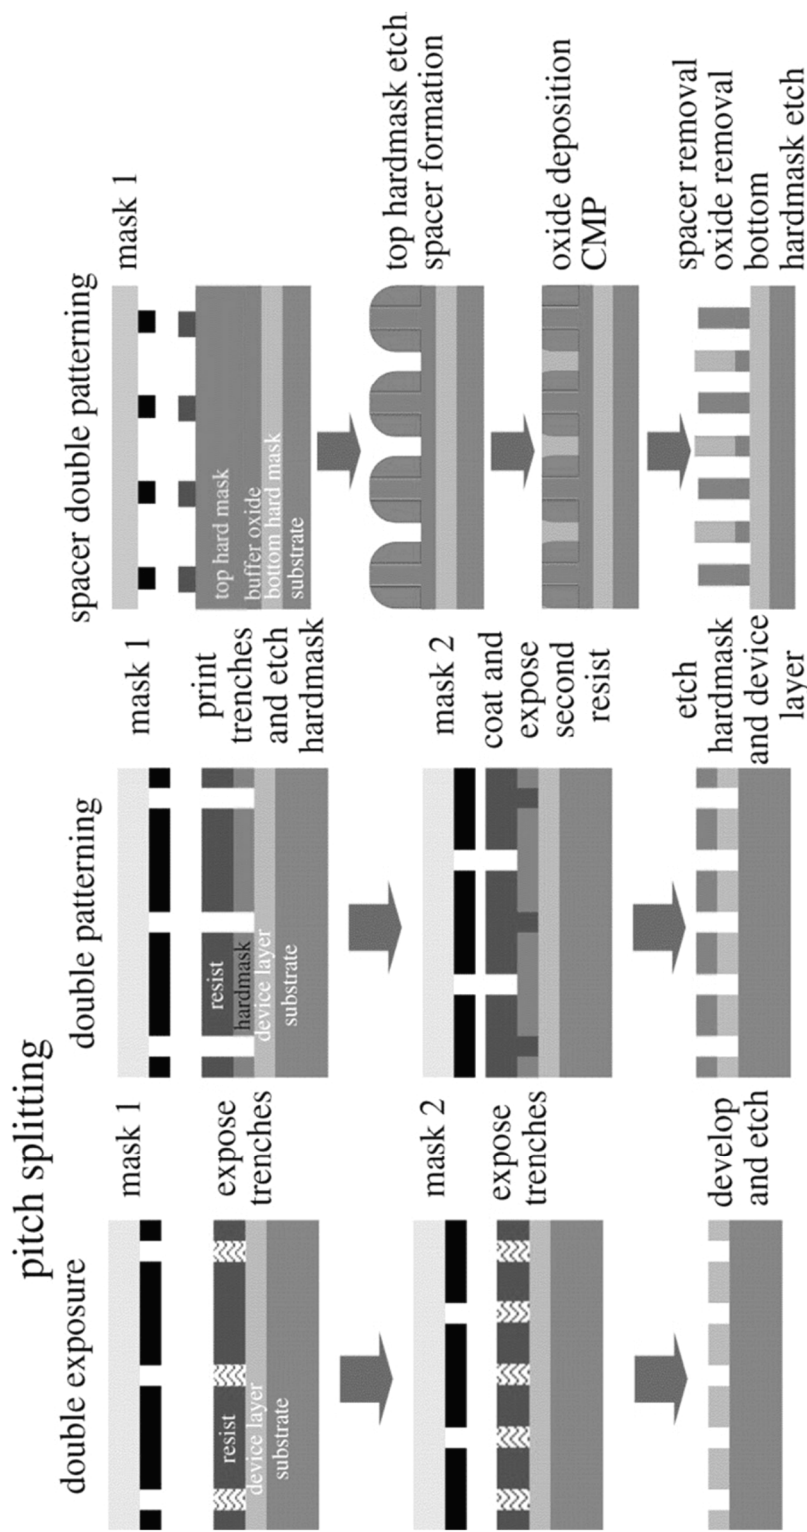 pitch splitting
double exposure
mask 1
resist
device layer
substrate
expose
trenches
mask 2
expose
trenches
develop
and etch
double patterning
mask 1
resist
hardmask
device layer
substrate
print
trenches
and etch
hardmask
mask 2
coat and
expose
second
resist
etch
hardmask
and device
layer
spacer double patterning
mask 1
top hard mask
buffer oxide
bottom hard mask
substrate
top hardmask etch
spacer formation
oxide deposition
CMP
spacer removal
oxide removal
bottom
hardmask etch